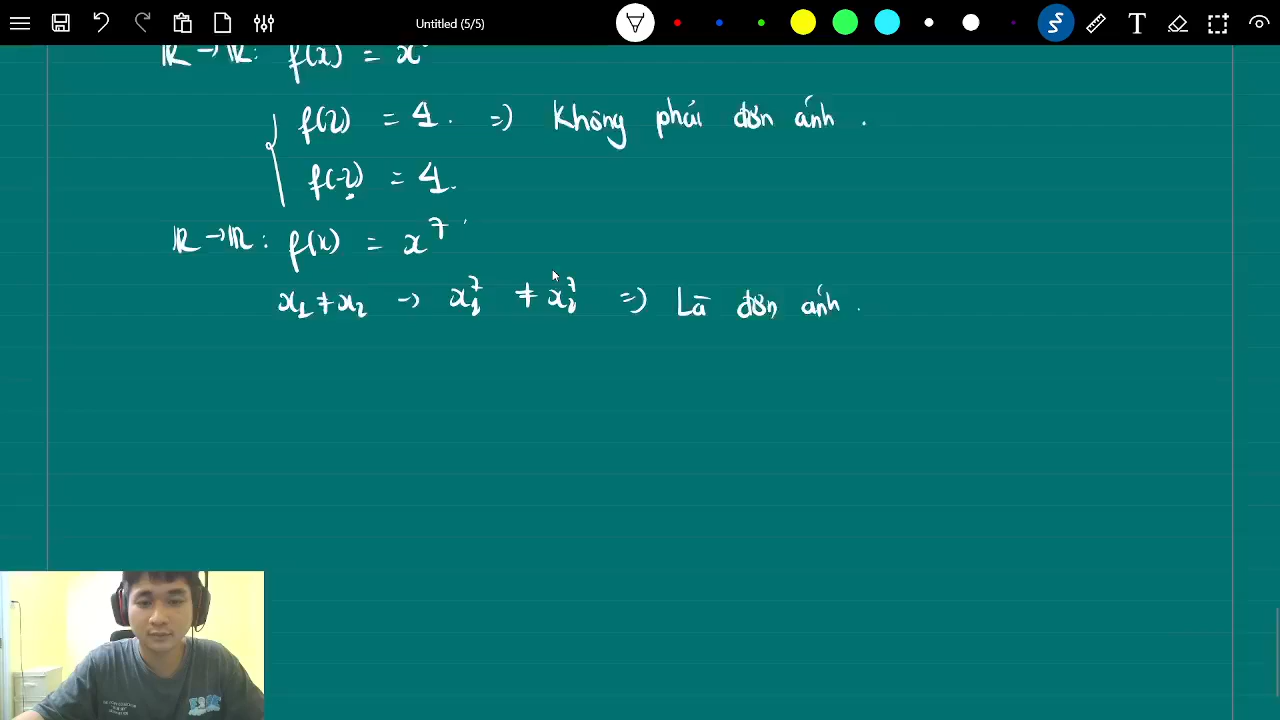 Untitled (5/5)
ℝ → ℝ: f(x) = x
f(2) = 4. => Không phải đơn ánh.
f(-2) = 4.
ℝ → ℝ: f(x) = x⁷
x₁ ≠ x₂ → x₁⁷ ≠ x₂⁷ => Là đơn ánh.